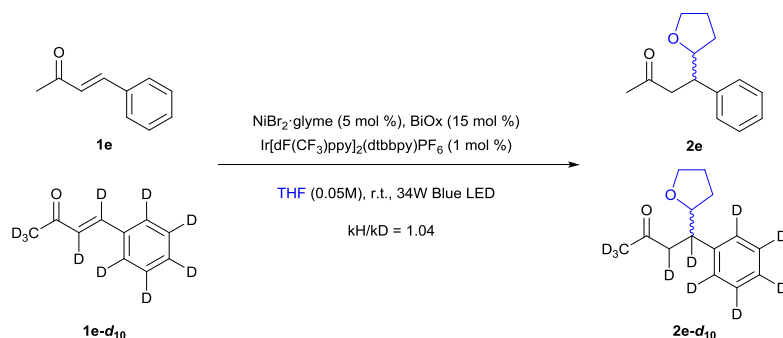 O
1e
O
D
D₃C
D
D
D
D
D
D
1e-d₁₀
NiBr₂·glyme (5 mol %), BiOx (15 mol %)
Ir[dF(CF3)ppy]₂(dtbbpy)PF₆ (1 mol %)
THF (0.05M), r.t., 34W Blue LED
kH/kD = 1.04
O
O
2e
O
O
D₃C
D
D
D
D
D
D
D
2e-d₁₀